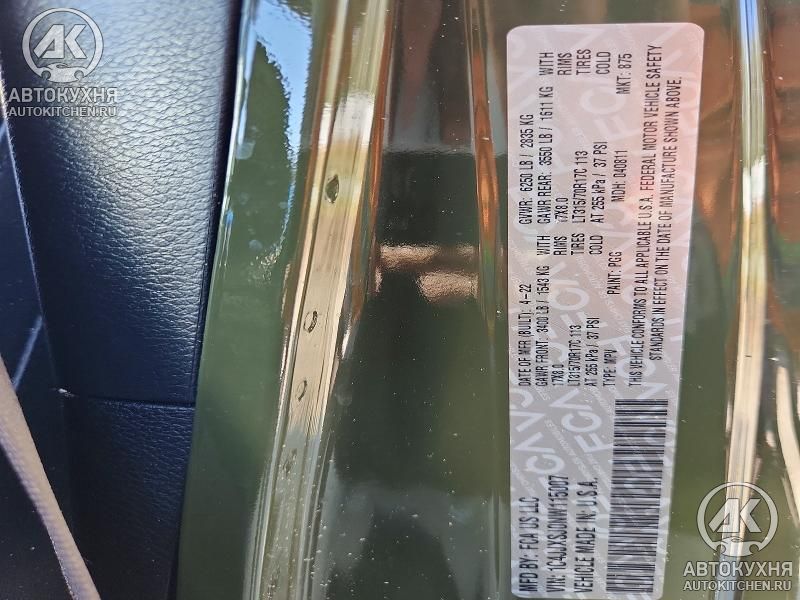 АВТОКУХНЯ
AUTOKITCHEN.RU
MFD BY: FCA US LLC
DATE OF MFR (BUILT): 4-22
GVWR: 6250 LB / 2835 KG
GAWR FRONT: 3400 LB / 1543 KG WITH
GAWR REAR: 3550 LB / 1611 KG WITH
17X8.0 RIMS
17X8.0 RIMS
LT315/70R17C 113 TIRES
LT315/70R17C 113 TIRES
AT 255 kPa / 37 PSI COLD
AT 255 kPa / 37 PSI COLD
VIN:
TYPE: MPV
PAINT: PGG
MDH: 040811
MKT: 875
VEHICLE MADE IN: U.S.A.
THIS VEHICLE CONFORMS TO ALL APPLICABLE U.S.A. FEDERAL MOTOR VEHICLE SAFETY
STANDARDS IN EFFECT ON THE DATE OF MANUFACTURE SHOWN ABOVE.
АВТОКУХНЯ
AUTOKITCHEN.RU